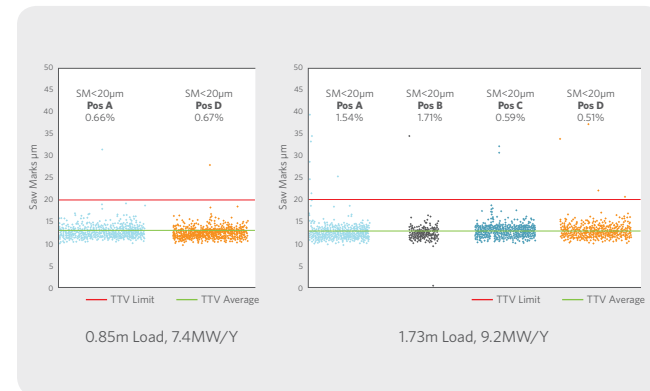 50
45
40
35
30
25
20
15
10
5
0
Saw Marks µm
SM<20µm
Pos A
0.66%
SM<20µm
Pos D
0.67%
TTV Limit
TTV Average
0.85m Load, 7.4MW/Y
50
45
40
35
30
25
20
15
10
5
0
SM<20µm
Pos A
1.54%
SM<20µm
Pos B
1.71%
SM<20µm
Pos C
0.59%
SM<20µm
Pos D
0.51%
TTV Limit
TTV Average
1.73m Load, 9.2MW/Y